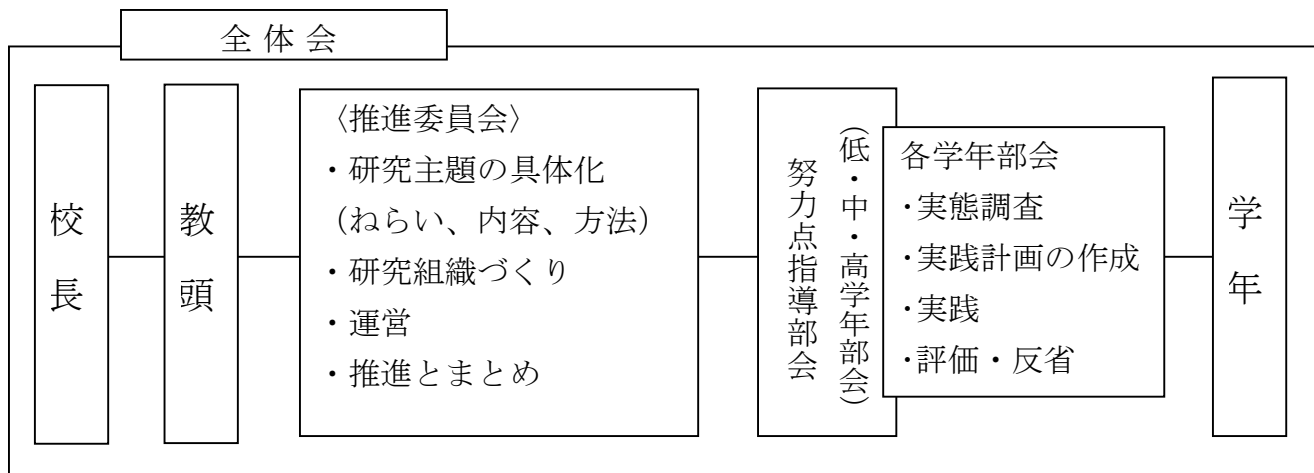 全体会
校長
教頭
〈推進委員会〉
・研究主題の具体化
(ねらい、内容、方法)
・研究組織づくり
・運営
・推進とまとめ
努力点指導部会
(低・中・高学年部会)
各学年部会
・実態調査
・実践計画の作成
・実践
・評価・反省
学年